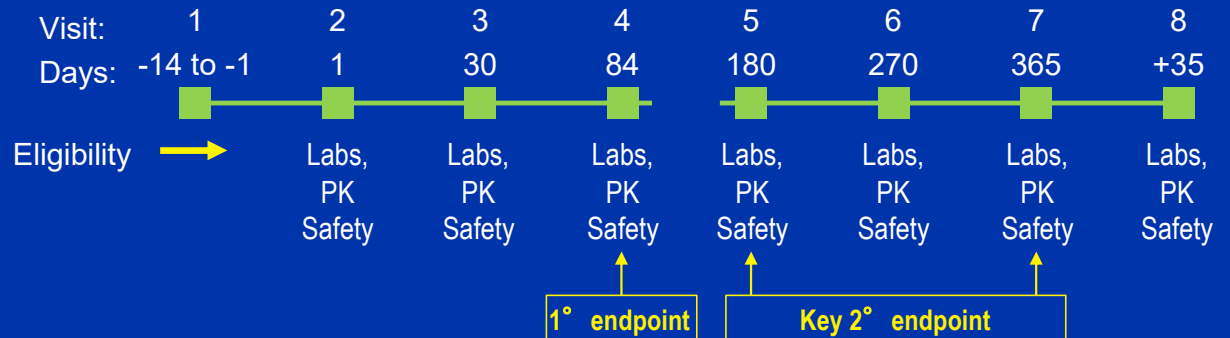 Visit: 1 2 3 4 5 6 7 8
Days: -14 to -1 1 30 84 180 270 365 +35
Eligibility
Labs, Labs, Labs, Labs, Labs, Labs, Labs,
PK PK PK PK PK PK PK
Safety Safety Safety Safety Safety Safety Safety
1° endpoint Key 2° endpoint